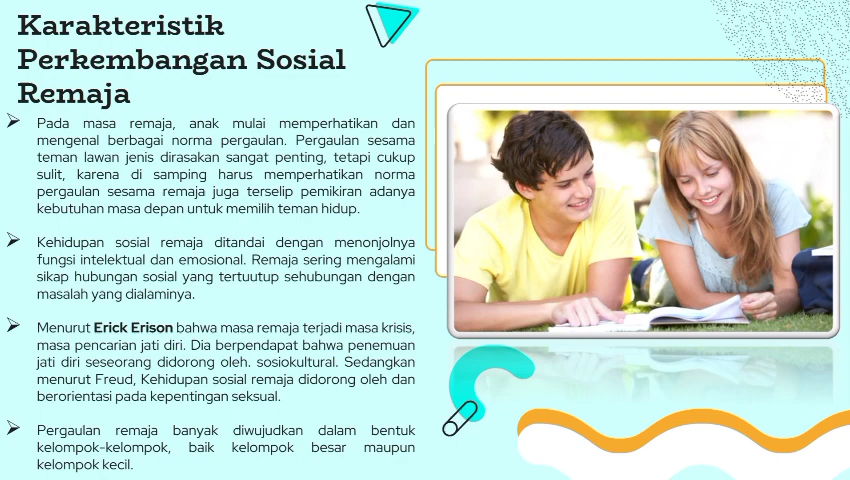 Karakteristik
Perkembangan Sosial
Remaja
Pada masa remaja, anak mulai memperhatikan dan
mengenal berbagai norma pergaulan. Pergaulan sesama
teman lawan jenis dirasakan sangat penting, tetapi cukup
sulit, karena di samping harus memperhatikan norma
pergaulan sesama remaja juga terselip pemikiran adanya
kebutuhan masa depan untuk memilih teman hidup.
Kehidupan sosial remaja ditandai dengan menonjolnya
fungsi intelektual dan emosional. Remaja sering mengalami
sikap hubungan sosial yang tertuutup sehubungan dengan
masalah yang dialaminya.
Menurut Erick Erison bahwa masa remaja terjadi masa krisis,
masa pencarian jati diri. Dia berpendapat bahwa penemuan
jati diri seseorang didorong oleh. sosiokultural. Sedangkan
menurut Freud, Kehidupan sosial remaja didorong oleh dan
berorientasi pada kepentingan seksual.
Pergaulan remaja banyak diwujudkan dalam bentuk
kelompok-kelompok, baik kelompok besar maupun
kelompok kecil.